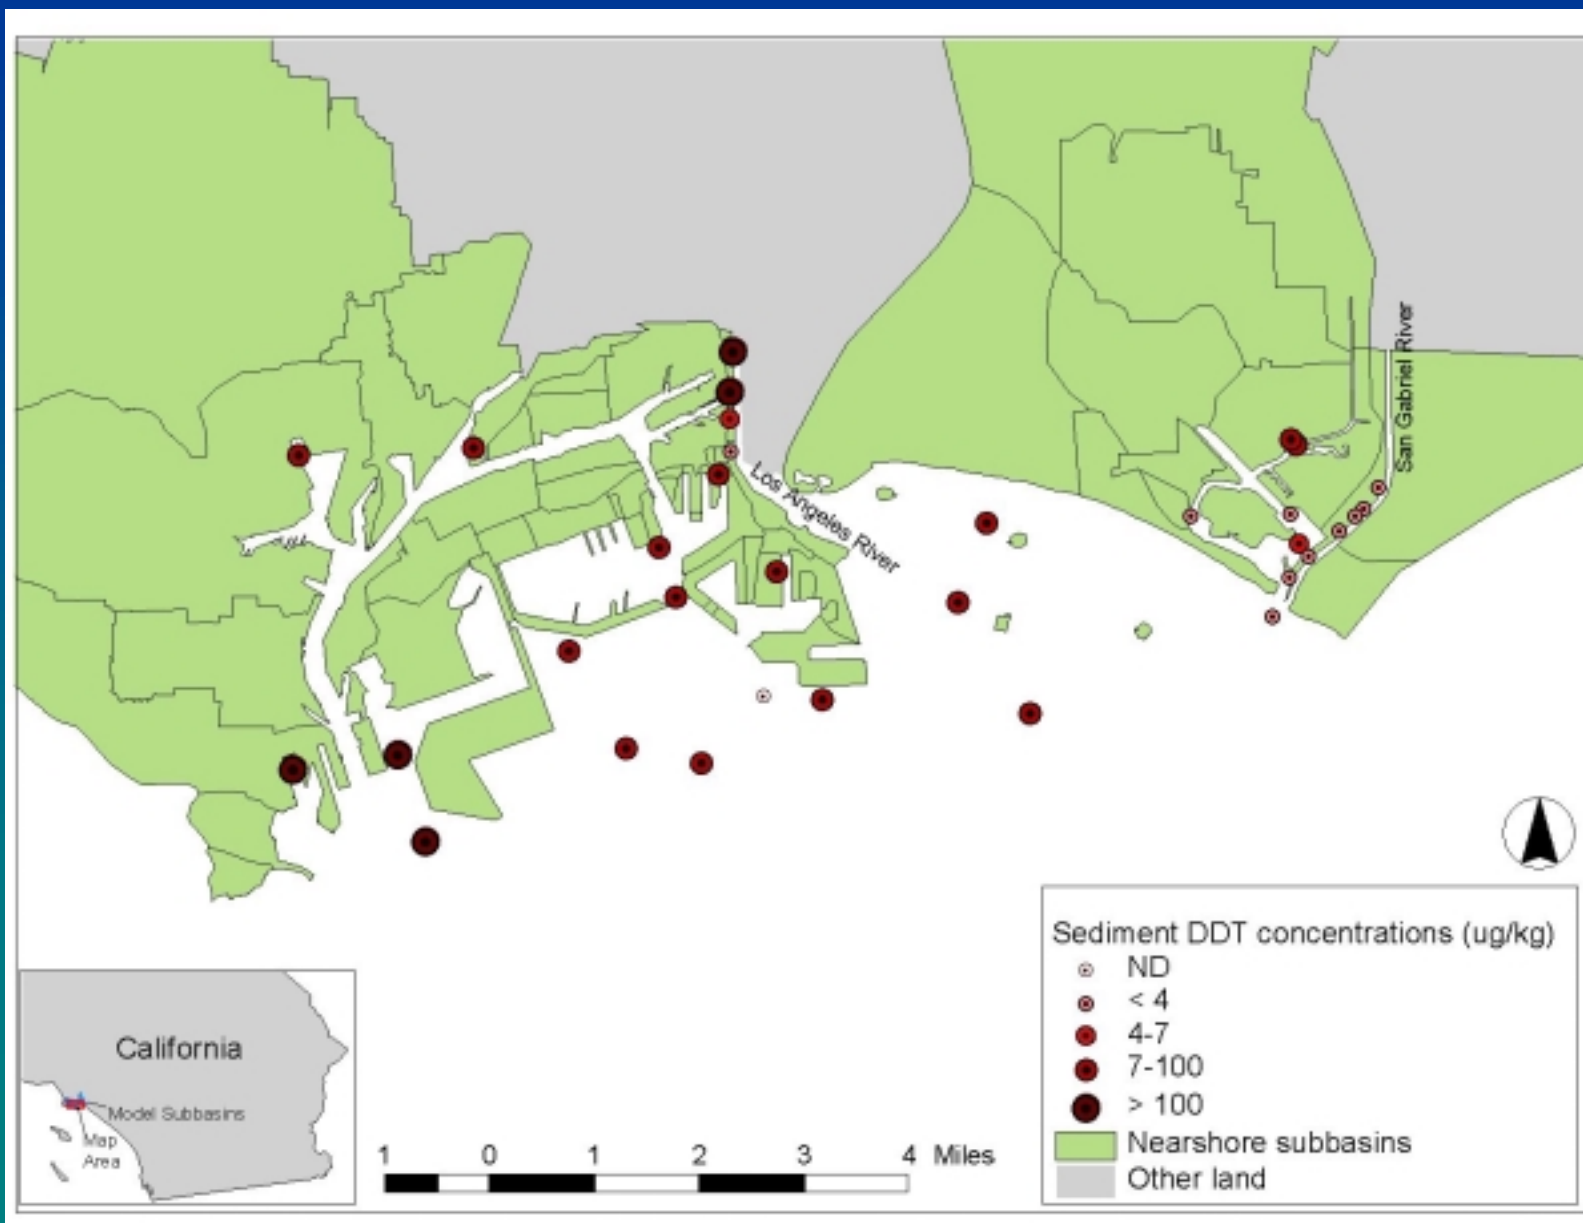 San Gabriel River
Los Angeles River
Sediment DDT concentrations (ug/kg)
ND
< 4
4-7
7-100
> 100
Nearshore subbasins
Other land
California
Model Subbasins
Map
Area
1 0 1 2 3 4 Miles